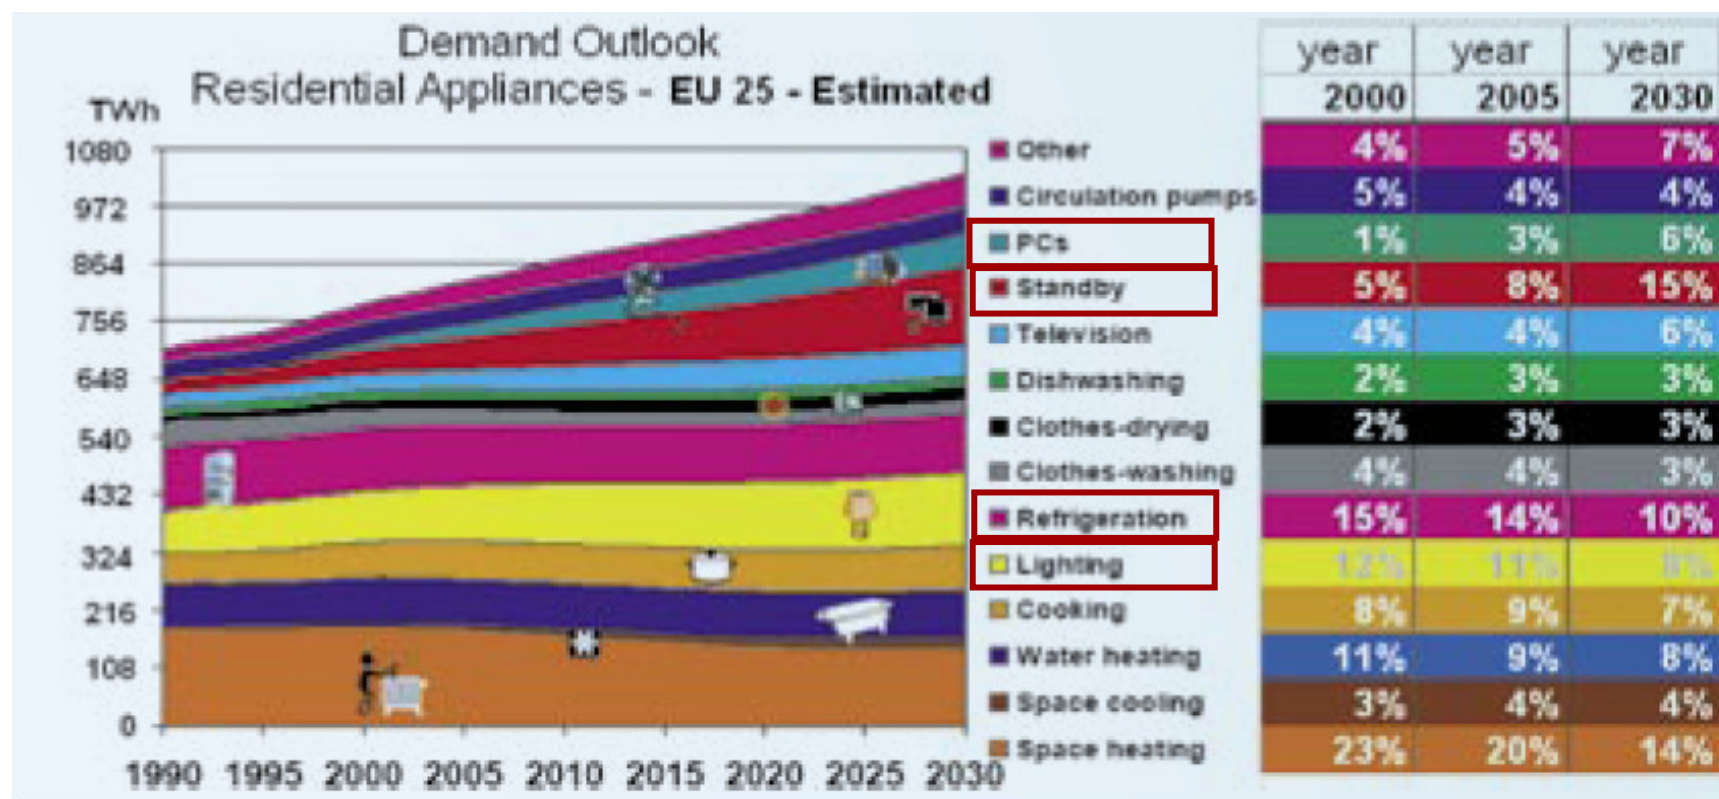 Demand Outlook
Residential Appliances - EU 25 - Estimated
TWh
1080
972
864
756
648
540
432
324
216
108
0
1990 1995 2000 2005 2010 2015 2020 2025 2030
Other
Circulation pumps
PCs
Standby
Television
Dishwashing
Clothes-drying
Clothes-washing
Refrigeration
Lighting
Cooking
Water heating
Space cooling
Space heating
year year year
2000 2005 2030
4% 5% 7%
5% 4% 4%
1% 3% 6%
5% 8% 15%
4% 4% 6%
2% 3% 3%
2% 3% 3%
4% 4% 3%
15% 14% 10%
12% 11%
8% 9% 7%
11% 9% 8%
3% 4% 4%
23% 20% 14%